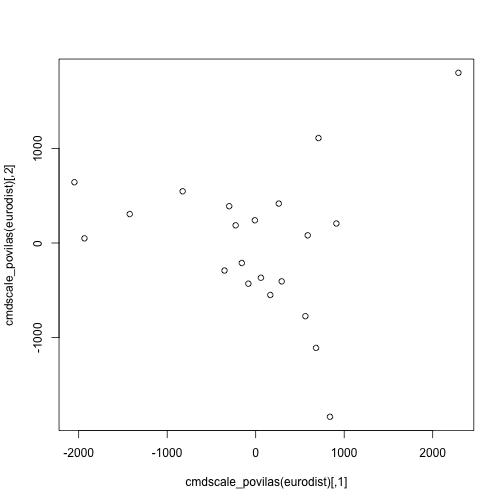 cmdscale_povilas(eurodist)[,2]
1000
0
-1000
-2000 -1000 0 1000 2000
cmdscale_povilas(eurodist)[,1]